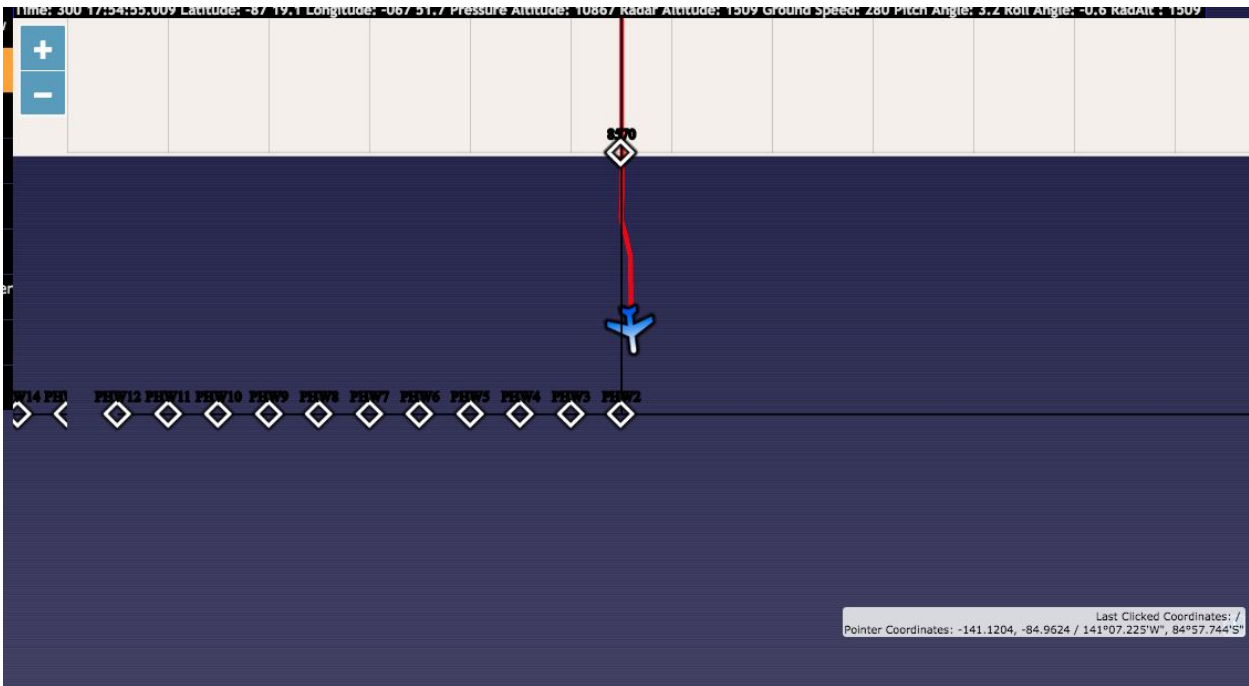 Time: 300 17:54:55.009 Latitude: -87 19.1 Longitude: -067 51.7 Pressure Altitude: 10867 Radar Altitude: 1509 Ground Speed: 280 Pitch Angle: 3.2 Roll Angle: -0.6 RadAlt : 1509
+
−
8570
er
W14 PHW12 PHW11 PHW10 PHW9 PHW8 PHW7 PHW6 PHW5 PHW4 PHW3 PHW2
Last Clicked Coordinates: /
Pointer Coordinates: -141.1204, -84.9624 / 141°07.225'W", 84°57.744'S"